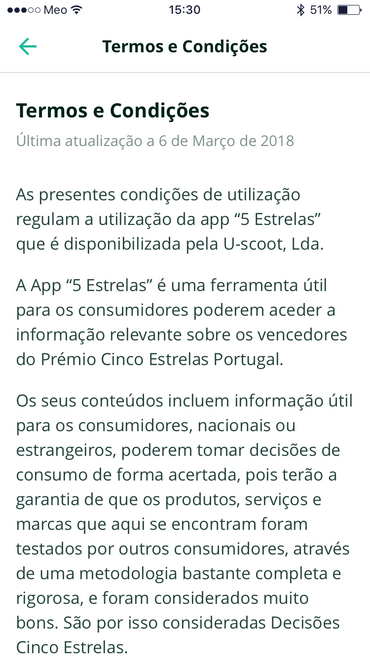 Meo 15:30 51%
Termos e Condições
Termos e Condições
Última atualização a 6 de Março de 2018
As presentes condições de utilização
regulam a utilização da app “5 Estrelas”
que é disponibilizada pela U-scoot, Lda.
A App “5 Estrelas” é uma ferramenta útil
para os consumidores poderem aceder a
informação relevante sobre os vencedores
do Prémio Cinco Estrelas Portugal.
Os seus conteúdos incluem informação útil
para os consumidores, nacionais ou
estrangeiros, poderem tomar decisões de
consumo de forma acertada, pois terão a
garantia de que os produtos, serviços e
marcas que aqui se encontram foram
testados por outros consumidores, através
de uma metodologia bastante completa e
rigorosa, e foram considerados muito
bons. São por isso consideradas Decisões
Cinco Estrelas.